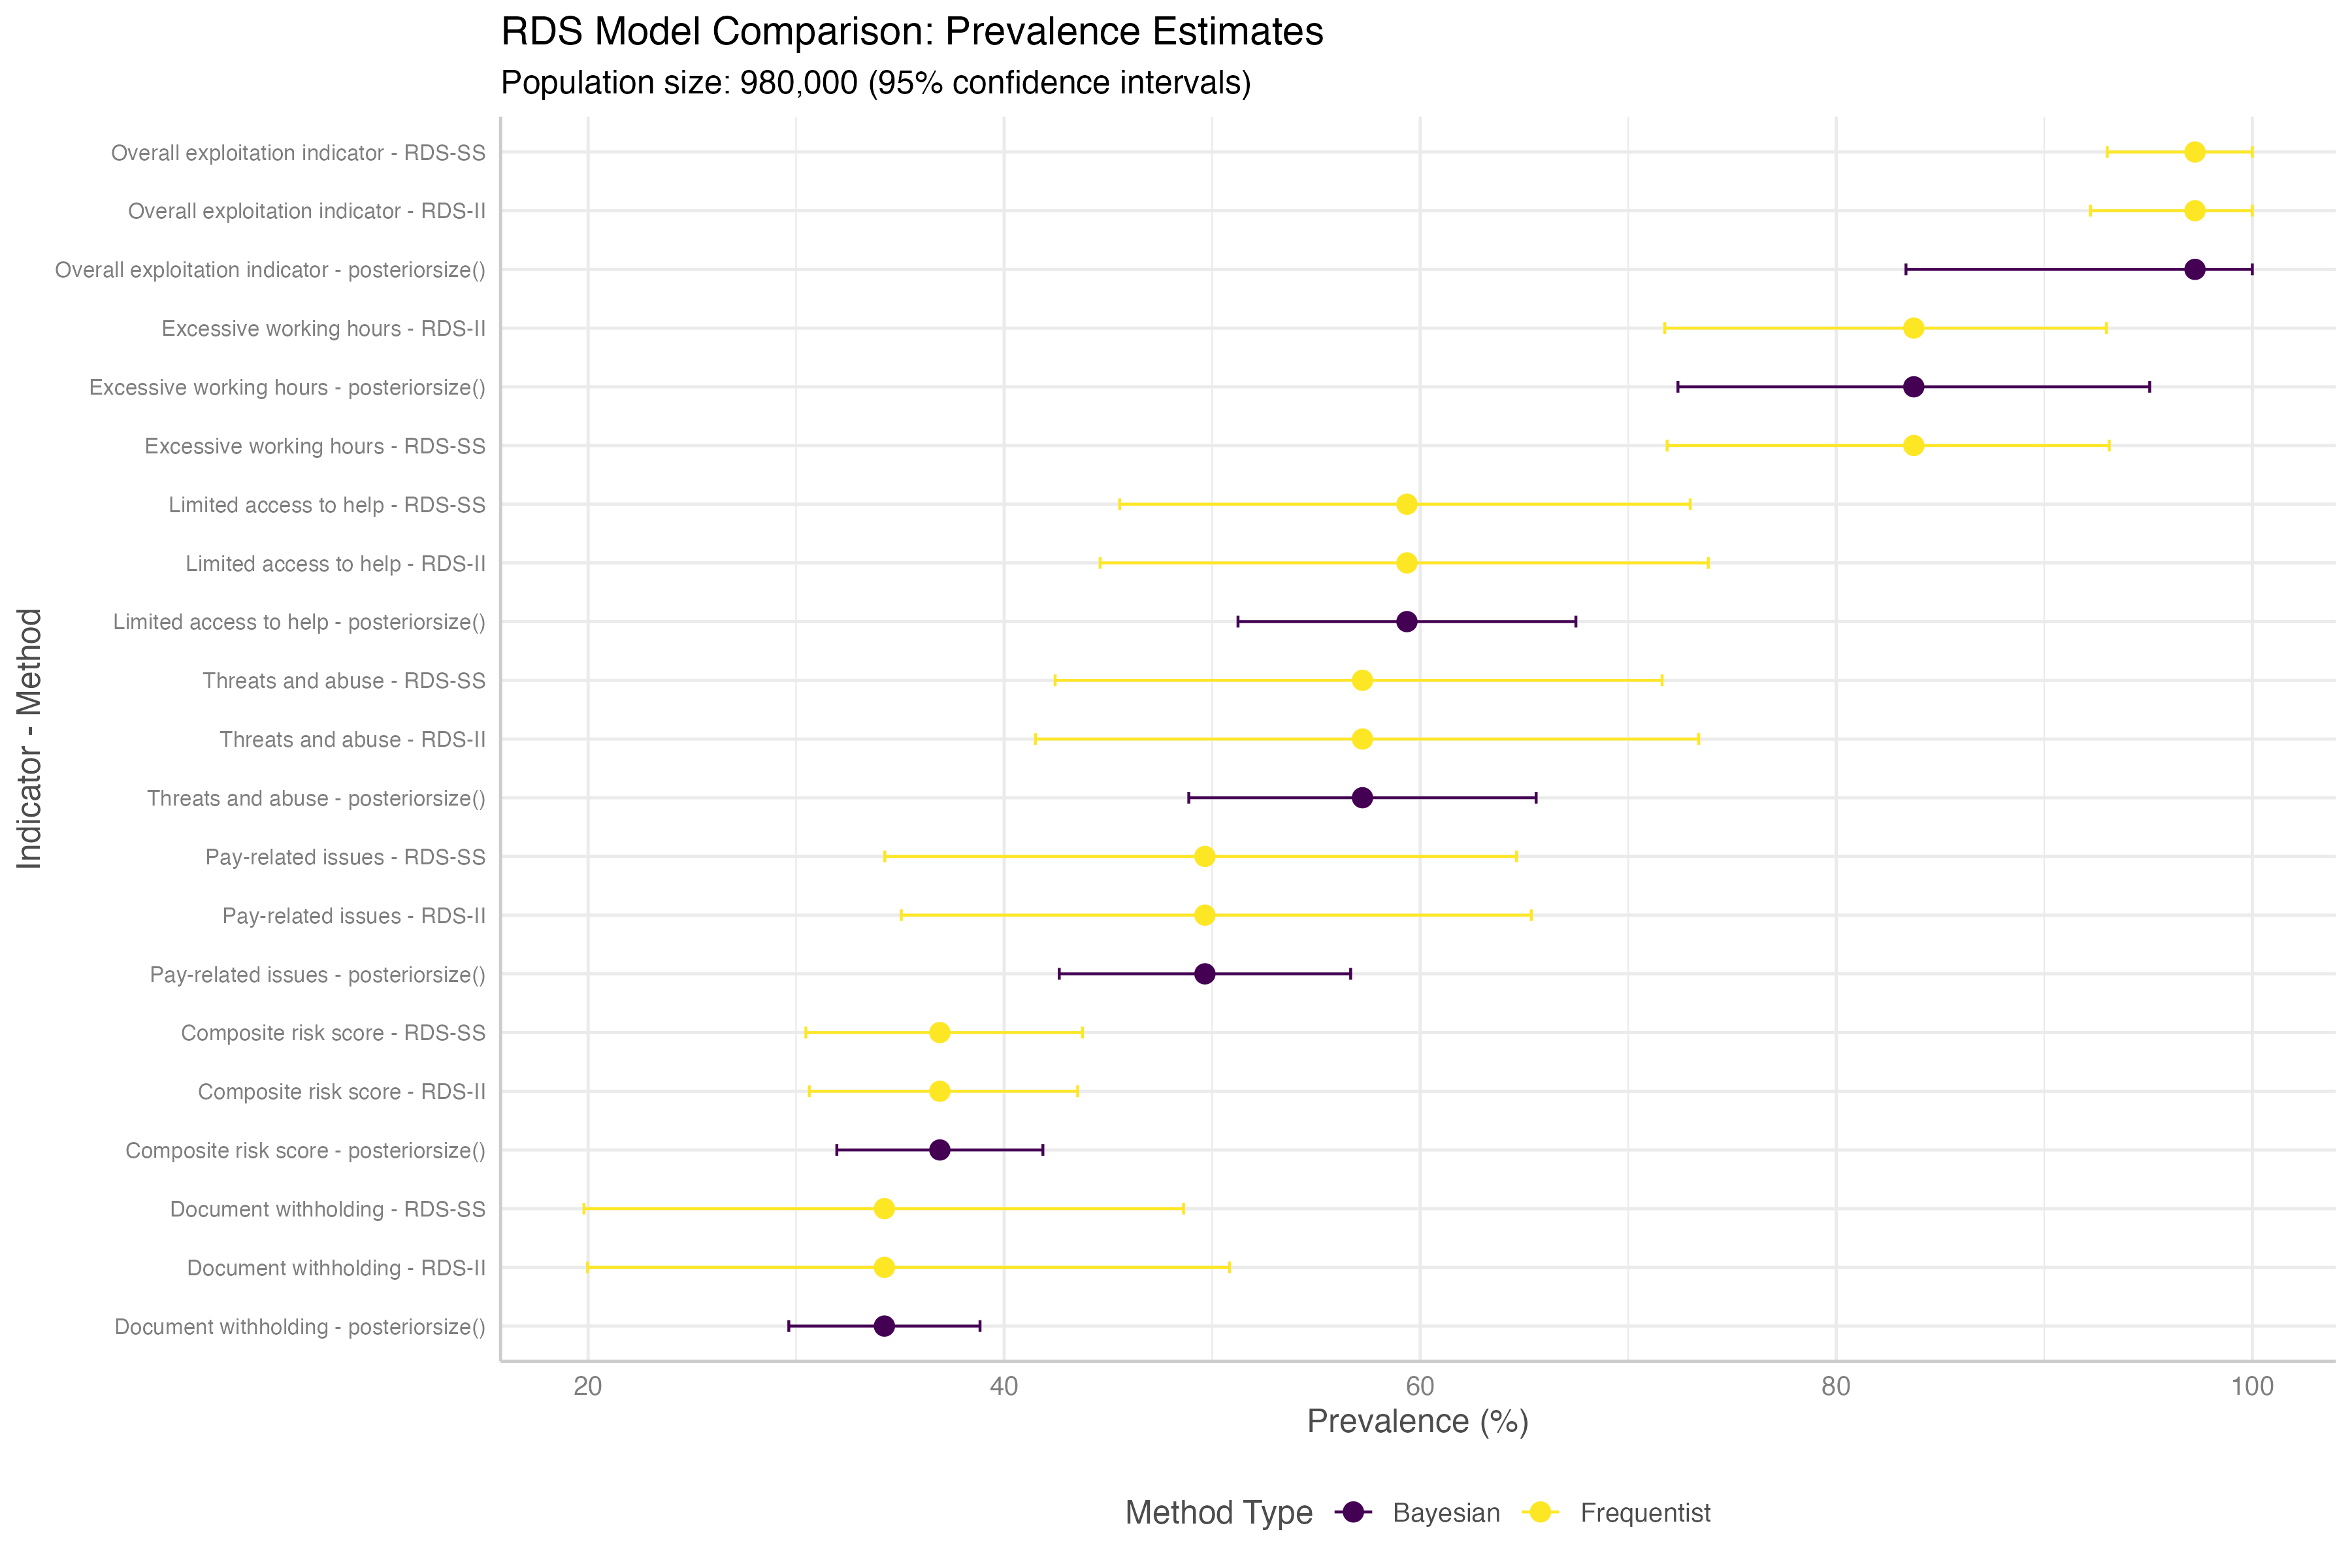 RDS Model Comparison: Prevalence Estimates
Population size: 980,000 (95% confidence intervals)
Indicator - Method
Overall exploitation indicator - RDS-SS
Overall exploitation indicator - RDS-II
Overall exploitation indicator - posteriorsize()
Excessive working hours - RDS-II
Excessive working hours - posteriorsize()
Excessive working hours - RDS-SS
Limited access to help - RDS-SS
Limited access to help - RDS-II
Limited access to help - posteriorsize()
Threats and abuse - RDS-SS
Threats and abuse - RDS-II
Threats and abuse - posteriorsize()
Pay-related issues - RDS-SS
Pay-related issues - RDS-II
Pay-related issues - posteriorsize()
Composite risk score - RDS-SS
Composite risk score - RDS-II
Composite risk score - posteriorsize()
Document withholding - RDS-SS
Document withholding - RDS-II
Document withholding - posteriorsize()
20 40 60 80 100
Prevalence (%)
Method Type Bayesian Frequentist